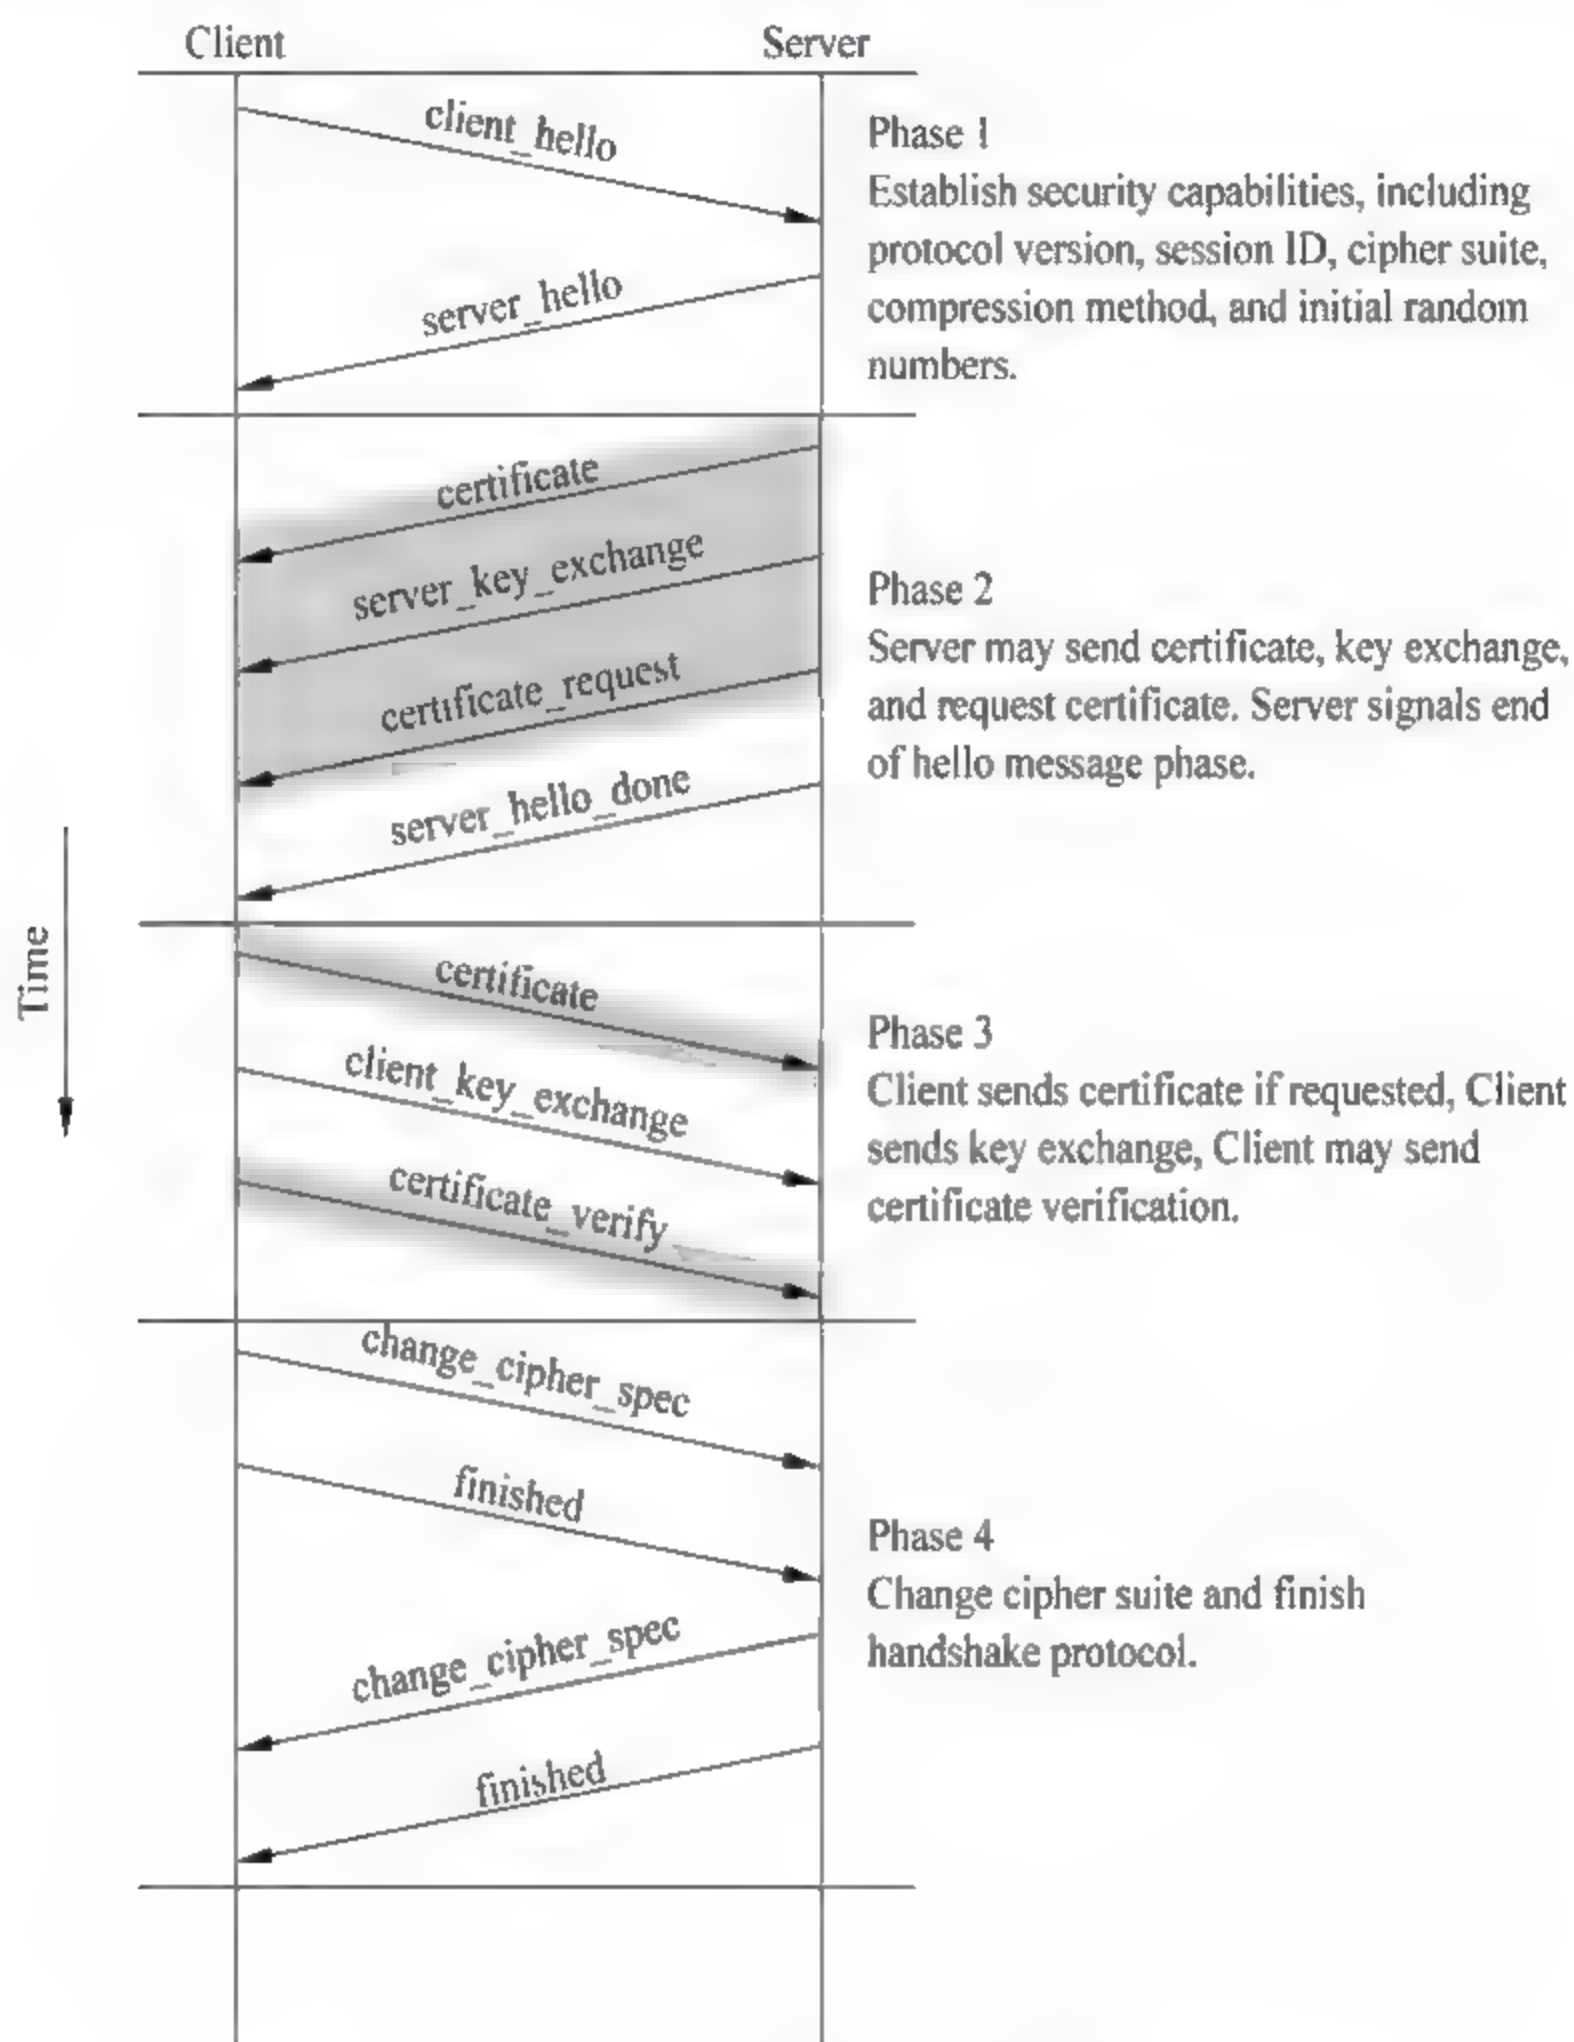 Client
Server
client_hello
Phase 1
Establish security capabilities, including
protocol version, session ID, cipher suite,
compression method, and initial random
numbers.
server_hello
certificate
server_key_exchange
certificate_request
server_hello_done
Phase 2
Server may send certificate, key exchange,
and request certificate. Server signals end
of hello message phase.
Time
certificate
client_key_exchange
certificate_verify
Phase 3
Client sends certificate if requested, Client
sends key exchange, Client may send
certificate verification.
change_cipher_spec
finished
change_cipher_spec
finished
Phase 4
Change cipher suite and finish
handshake protocol.